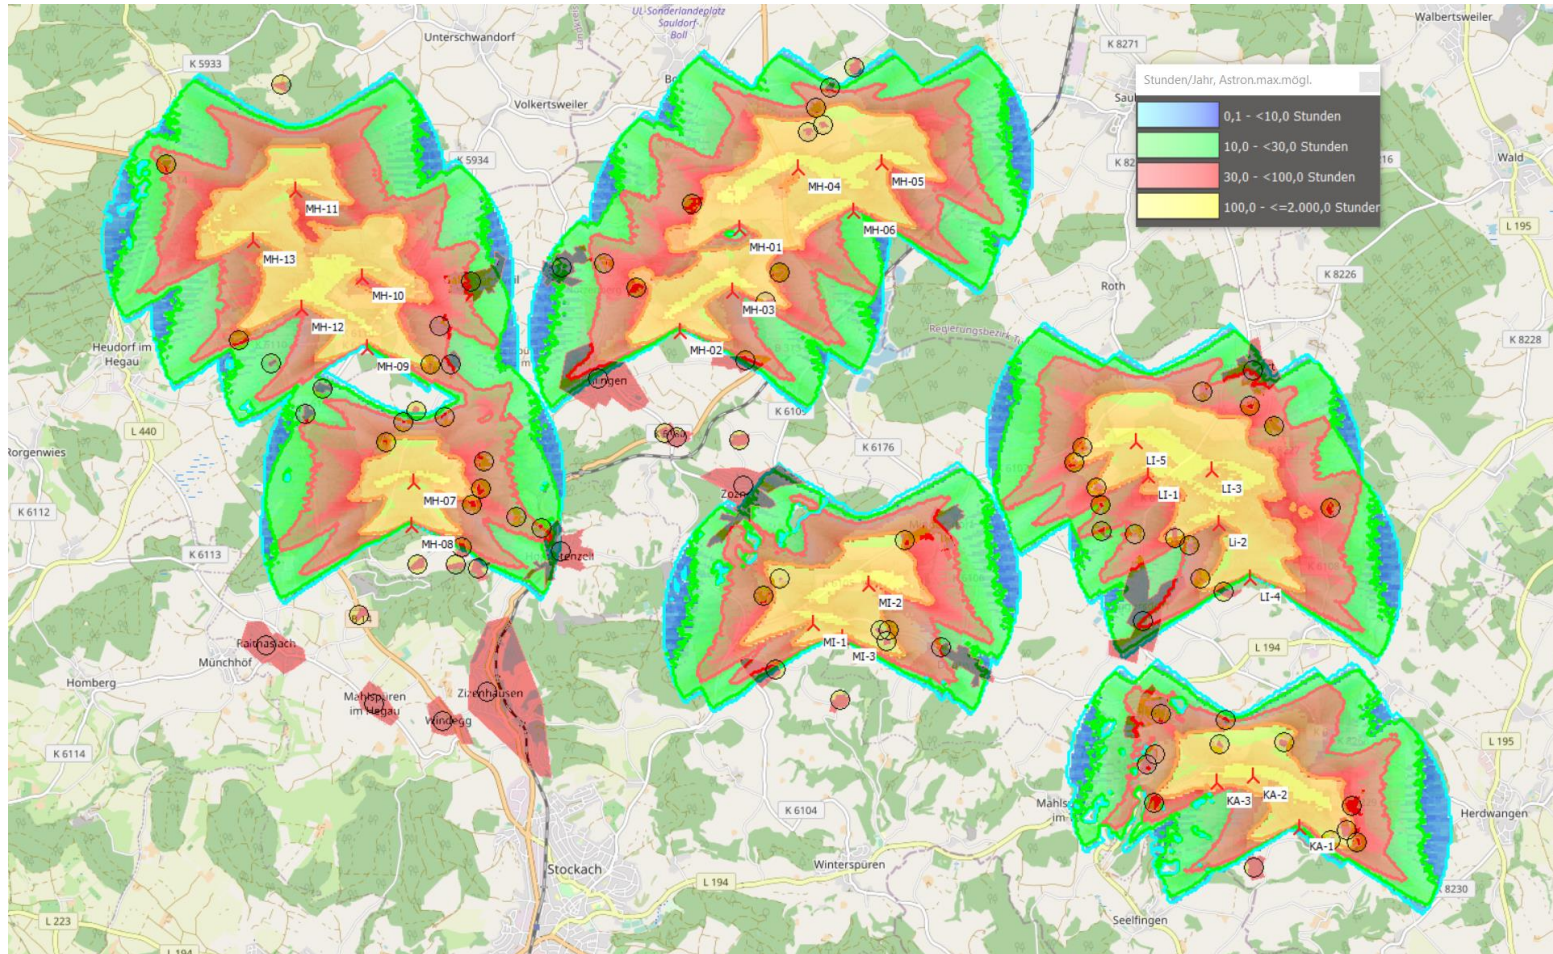 UL-Sonderlandeplatz
Sauldorf-
Boll
Walbertsweiler
Unterschwandorf
K 8271
K 5933
Stunden/Jahr, Astron.max.mögl.
0,1 - <10,0 Stunden
10,0 - <30,0 Stunden
30,0 - <100,0 Stunden
100,0 - <=2.000,0 Stunden
Volkertsweiler
K 5934
Wald
MH-04
MH-05
MH-11
MH-06
L 195
MH-01
MH-13
K 8226
MH-10
Roth
MH-03
MH-12
MH-02
Heudorf im
Hegau
K 8228
MH-09
K 6109
L 440
K 6176
Rorgenwies
LI-5
LI-3
LI-1
MH-07
K 6112
MH-08
Li-2
K 6113
LI-4
MI-2
MI-1
MI-3
L 194
Raithaslach
Münchhof
Homberg
Zizenhausen
Mahlspüren
im Hegau
Windegg
K 6114
L 195
KA-2
KA-3
K 6104
Herdwangen
KA-1
Winterspüren
Stockach
L 194
K 8230
L 223
Seelfingen
L 194